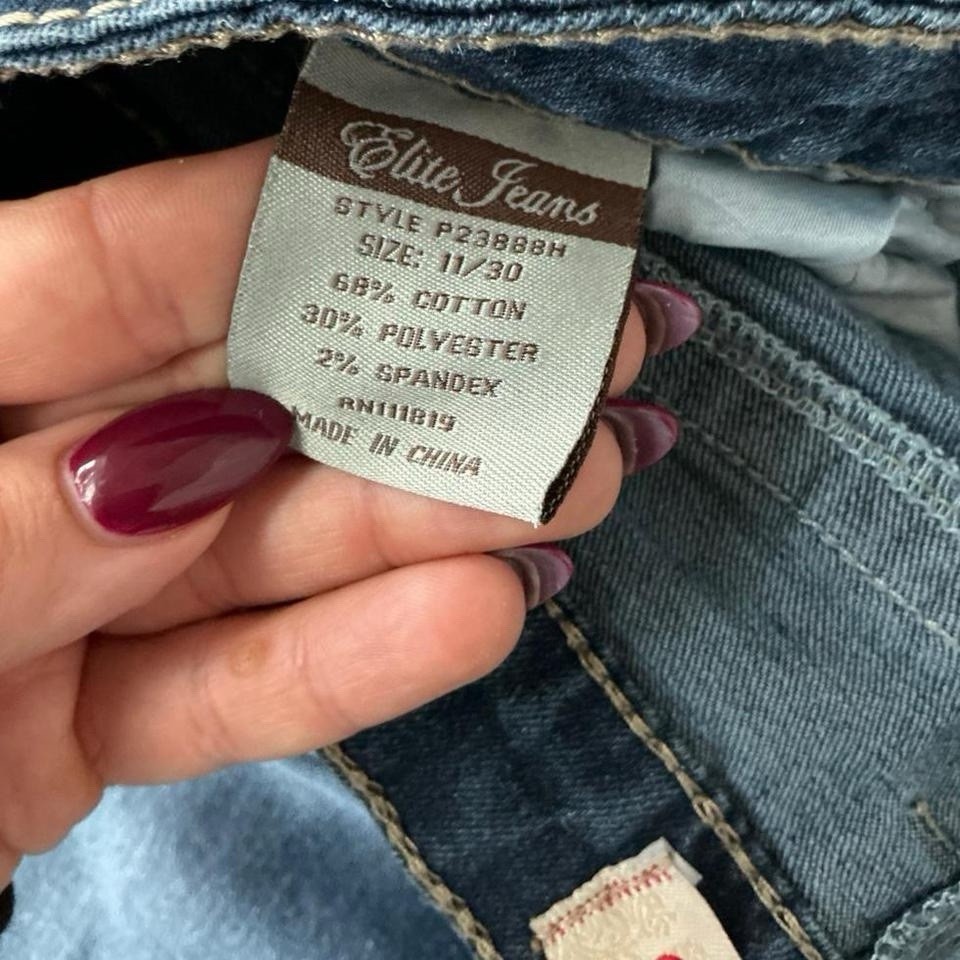 Elite Jeans
STYLE P23888H
SIZE: 11/30
68% COTTON
30% POLYESTER
2% SPANDEX
RN111819
MADE IN CHINA